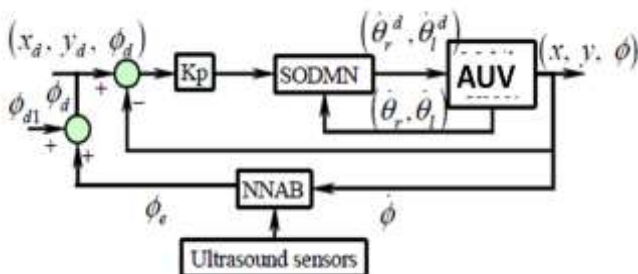 (θ̇_r^d, θ̇_l^d)
(x_d, y_d, ϕ_d)
Kp
SODMN
AUV
(x, y, ϕ)
+
−
ϕ_d1
ϕ_d
(θ̇_r, θ̇_l)
+
+
NNAB
ϕ_e
ϕ̇
Ultrasound sensors